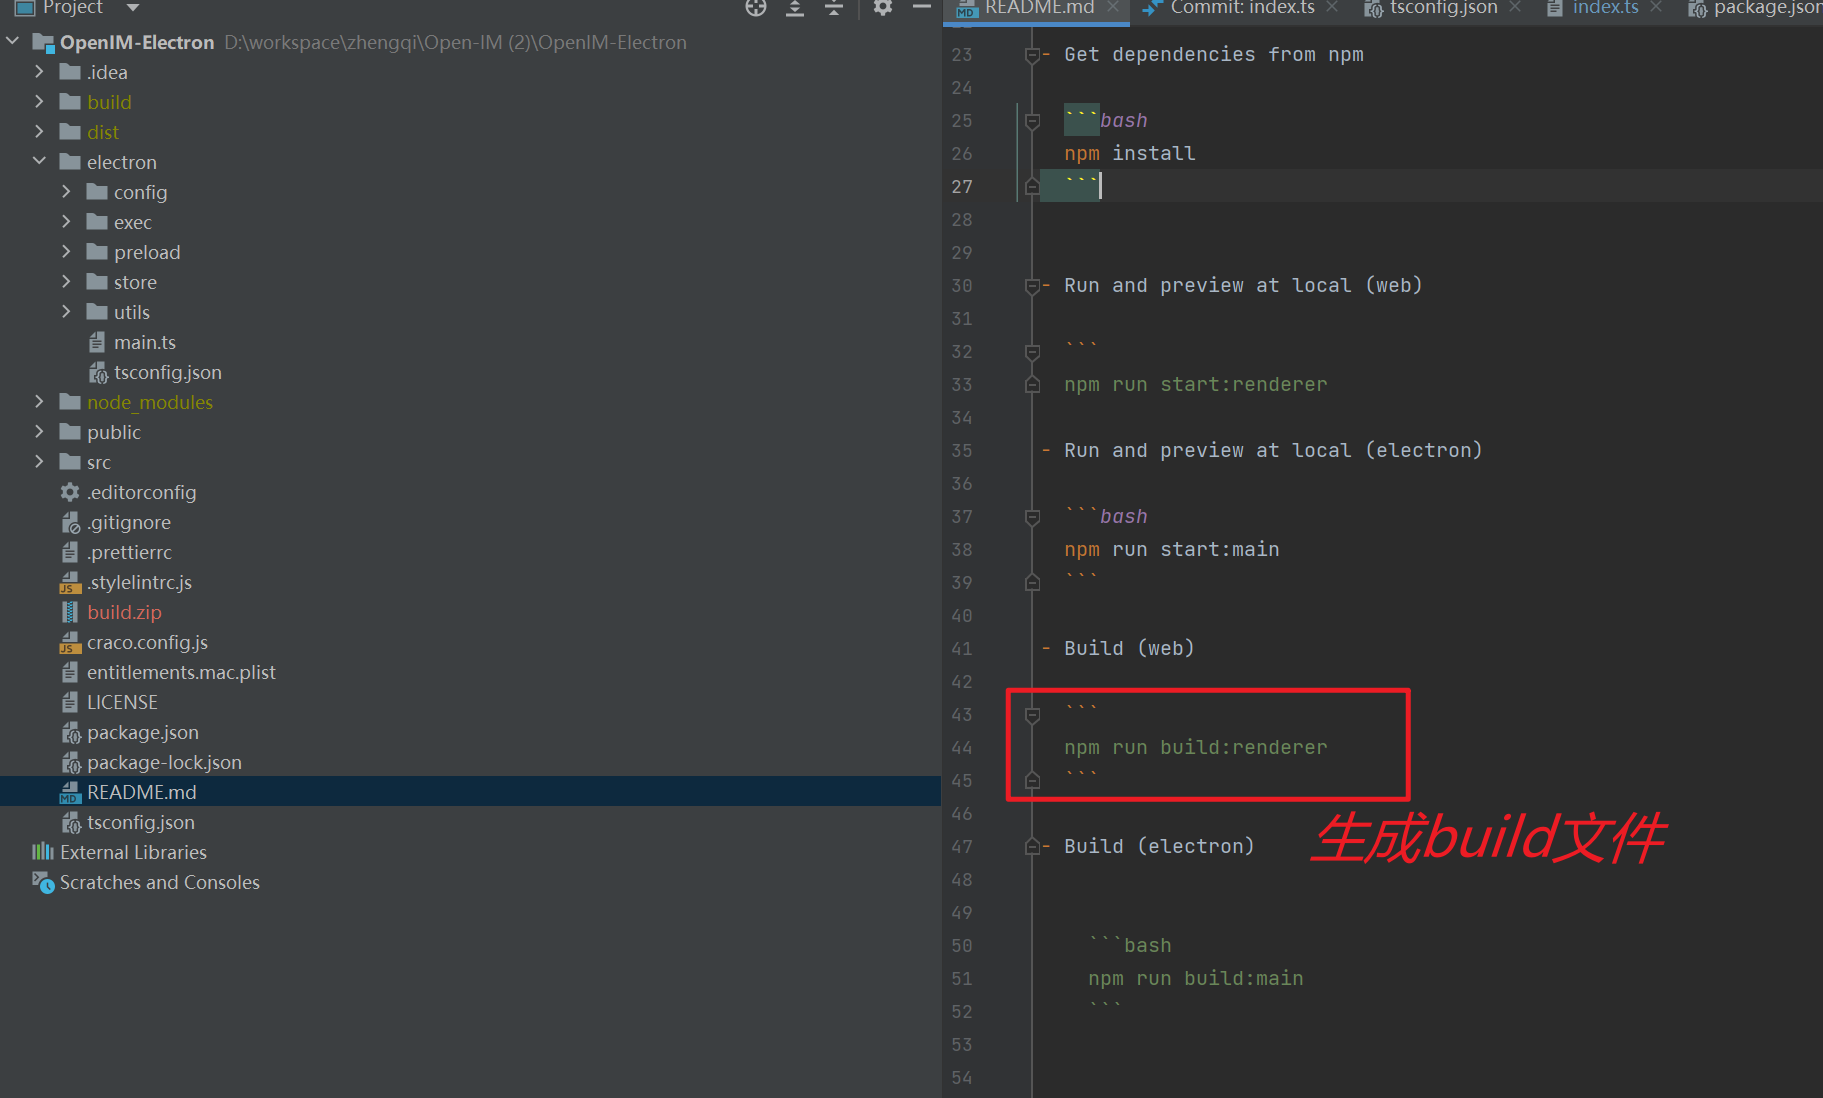 Project
OpenIM-Electron D:\workspace\zhengqi\Open-IM (2)\OpenIM-Electron
.idea
build
dist
electron
config
exec
preload
store
utils
main.ts
tsconfig.json
node_modules
public
src
.editorconfig
.gitignore
.prettierrc
.stylelintrc.js
build.zip
craco.config.js
entitlements.mac.plist
LICENSE
package.json
package-lock.json
README.md
tsconfig.json
External Libraries
Scratches and Consoles
README.md Commit: index.ts tsconfig.json index.ts package.json
23 - Get dependencies from npm
24
25 ```bash
26 npm install
27 ```
28
29
30 - Run and preview at local (web)
31
32 ```
33 npm run start:renderer
34
35 - Run and preview at local (electron)
36
37 ```bash
38 npm run start:main
39 ```
40
41 - Build (web)
42
43 ```
44 npm run build:renderer
45 ```
46
生成build文件
47 - Build (electron)
48
49
50 ```bash
51 npm run build:main
52 ```
53
54